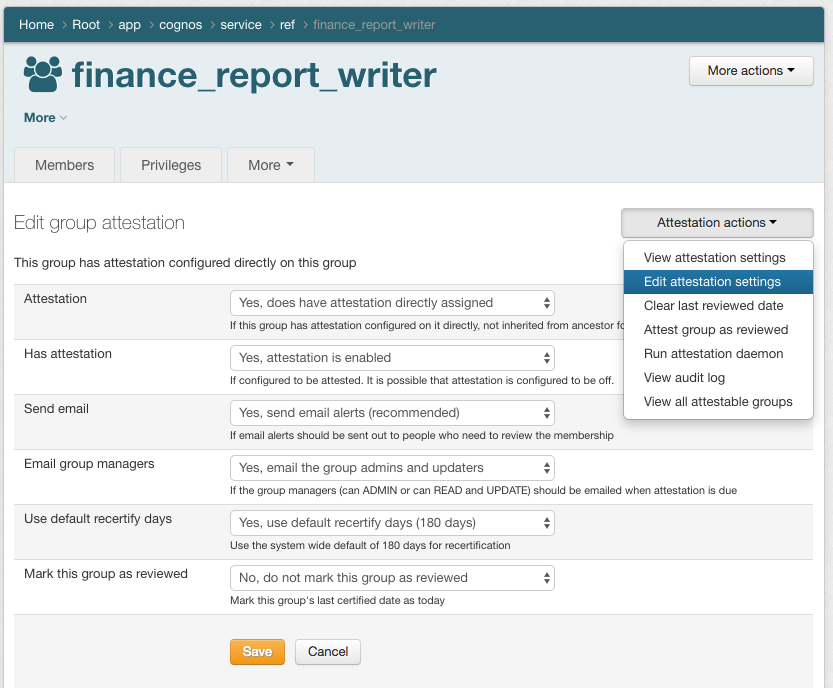 Home > Root > app > cognos > service > ref > finance_report_writer
finance_report_writer
More actions
More
Members
Privileges
More
Edit group attestation
Attestation actions
View attestation settings
Edit attestation settings
Clear last reviewed date
Attest group as reviewed
Run attestation daemon
View audit log
View all attestable groups
This group has attestation configured directly on this group
Attestation
Yes, does have attestation directly assigned
If this group has attestation configured on it directly, not inherited from ancestor
Has attestation
Yes, attestation is enabled
If configured to be attested. It is possible that attestation is configured to be off.
Send email
Yes, send email alerts (recommended)
If email alerts should be sent out to people who need to review the membership
Email group managers
Yes, email the group admins and updaters
If the group managers (can ADMIN or can READ and UPDATE) should be emailed when attestation is due
Use default recertify days
Yes, use default recertify days (180 days)
Use the system wide default of 180 days for recertification
Mark this group as reviewed
No, do not mark this group as reviewed
Mark this group's last certified date as today
Save
Cancel